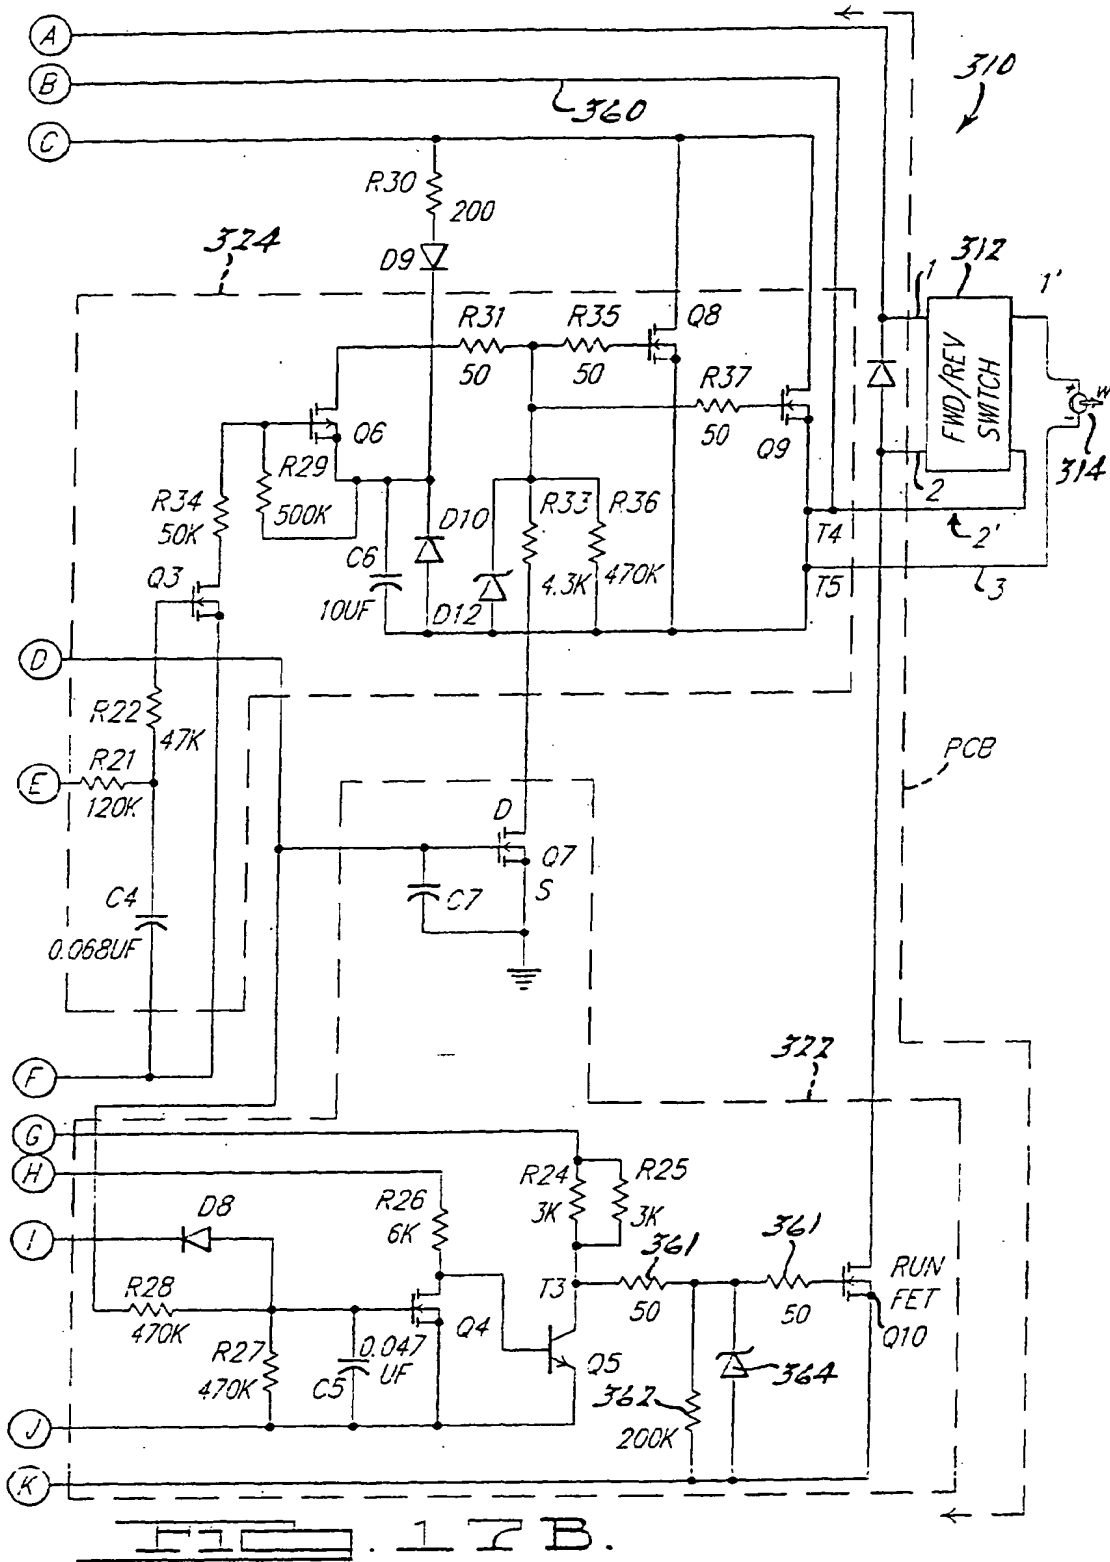 A
310
B
360
C
R30
200
324
D9
312
1
1'
R31
R35
Q8
50
50
R37
FWD/REV
SWITCH
+
W
-
50
314
Q6
Q9
R29
2
R34
500K
R33
R36
50K
D10
T4
2'
C6
Q3
4.3K
470K
T5
3
10UF
D12
D
R22
47K
PCB
R21
E
120K
D
Q7
C4
C7
S
0.068UF
322
F
G
R24
R25
H
R26
3K
3K
D8
6K
361
361
I
RUN
FET
T3
R28
50
50
470K
Q4
Q10
R27
0.047
UF
Q5
470K
C5
364
362
J
200K
K
FIG. 17B.